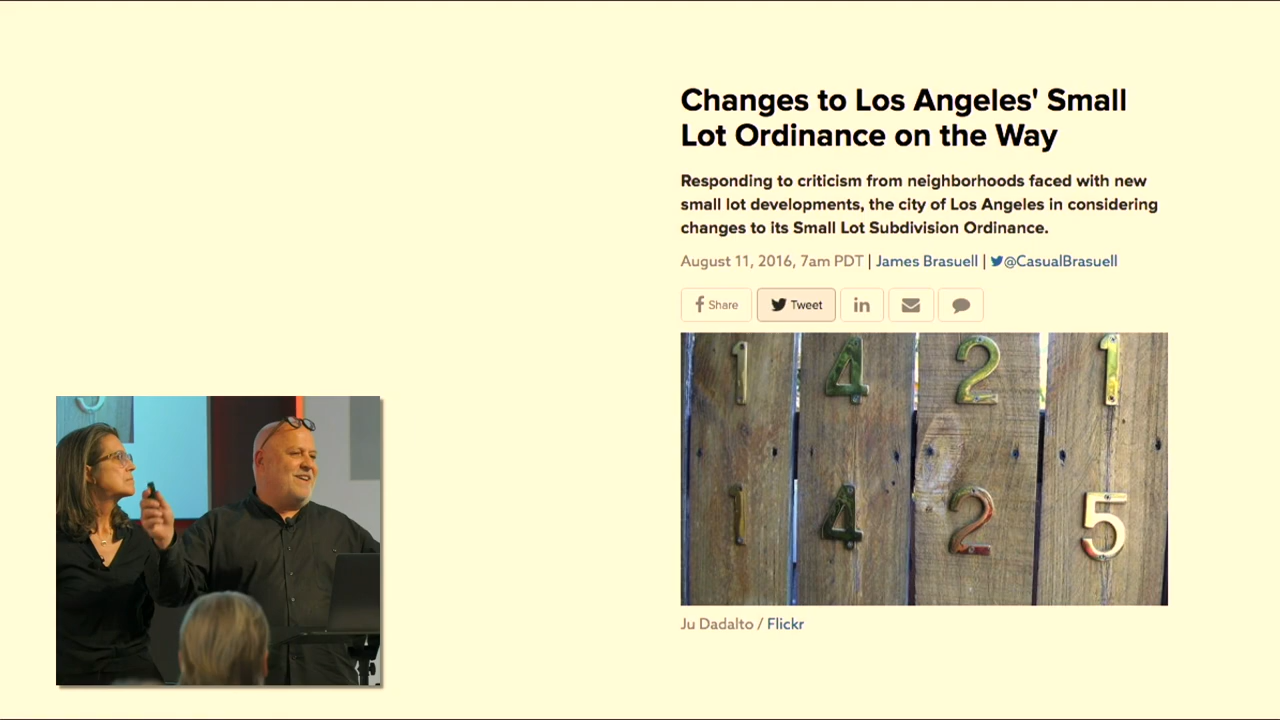 Changes to Los Angeles' Small
Lot Ordinance on the Way
Responding to criticism from neighborhoods faced with new
small lot developments, the city of Los Angeles in considering
changes to its Small Lot Subdivision Ordinance.
August 11, 2016, 7am PDT | James Brasuell | @CasualBrasuell
Share Tweet in
1 4 2 1
1 4 2 5
Ju Dadalto / Flickr